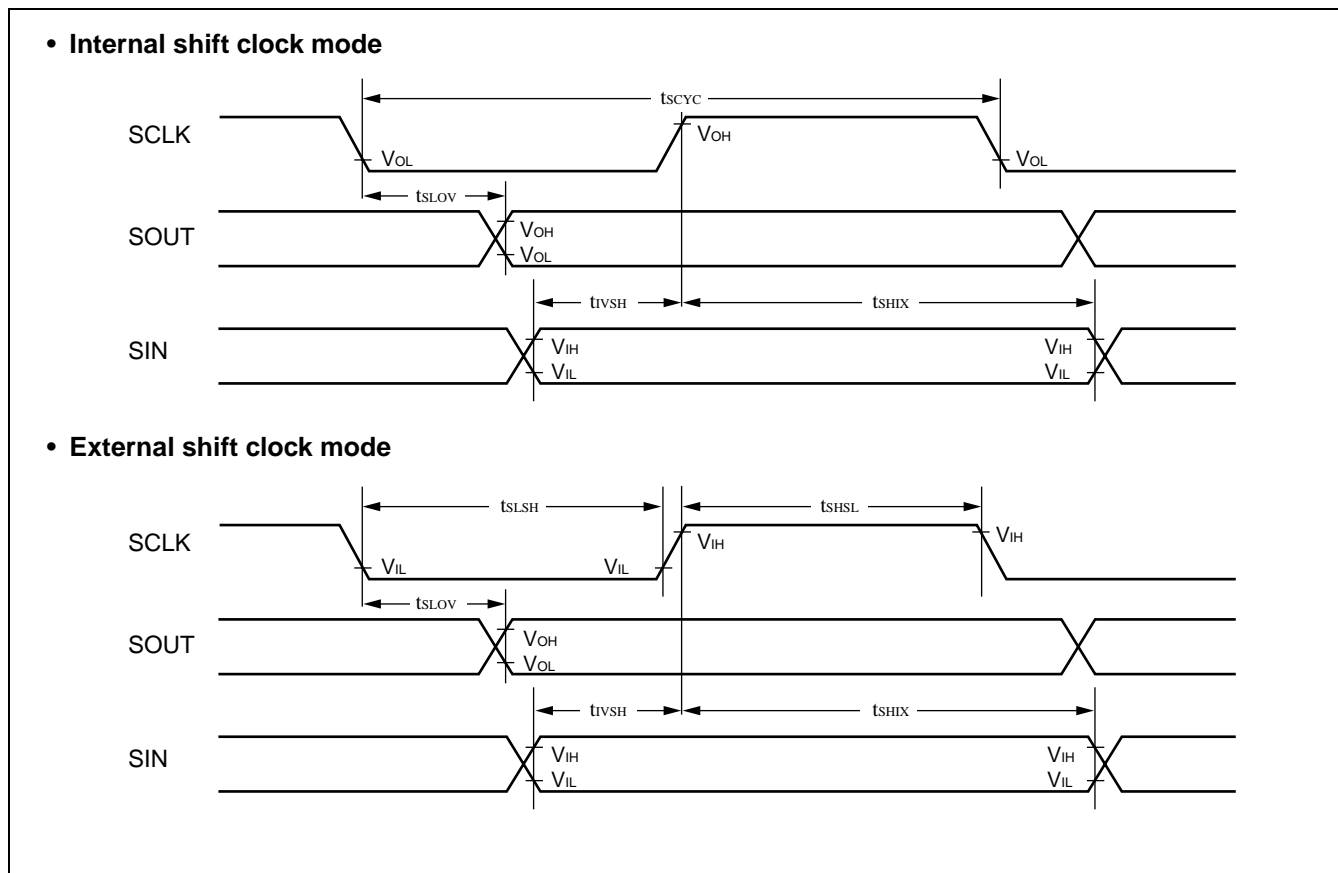 • Internal shift clock mode
tSCYC
SCLK
VOL
VOH
VOL
tSLOV
SOUT
VOH
VOL
tIVSH
tSHIX
SIN
VIH
VIH
VIL
VIL
• External shift clock mode
tSLSH
tSHSL
SCLK
VIL
VIL
VIH
VIH
tSLOV
SOUT
VOH
VOL
tIVSH
tSHIX
SIN
VIH
VIH
VIL
VIL